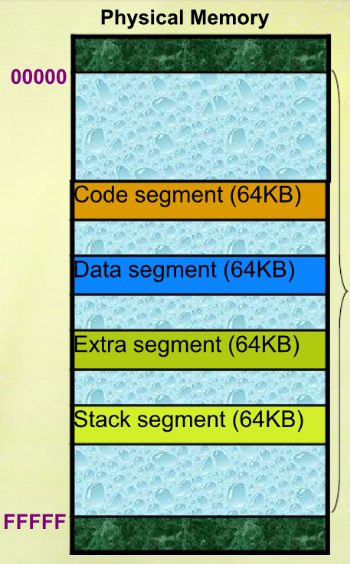 Physical Memory
00000
Code segment (64KB)
Data segment (64KB)
Extra segment (64KB)
Stack segment (64KB)
FFFFF